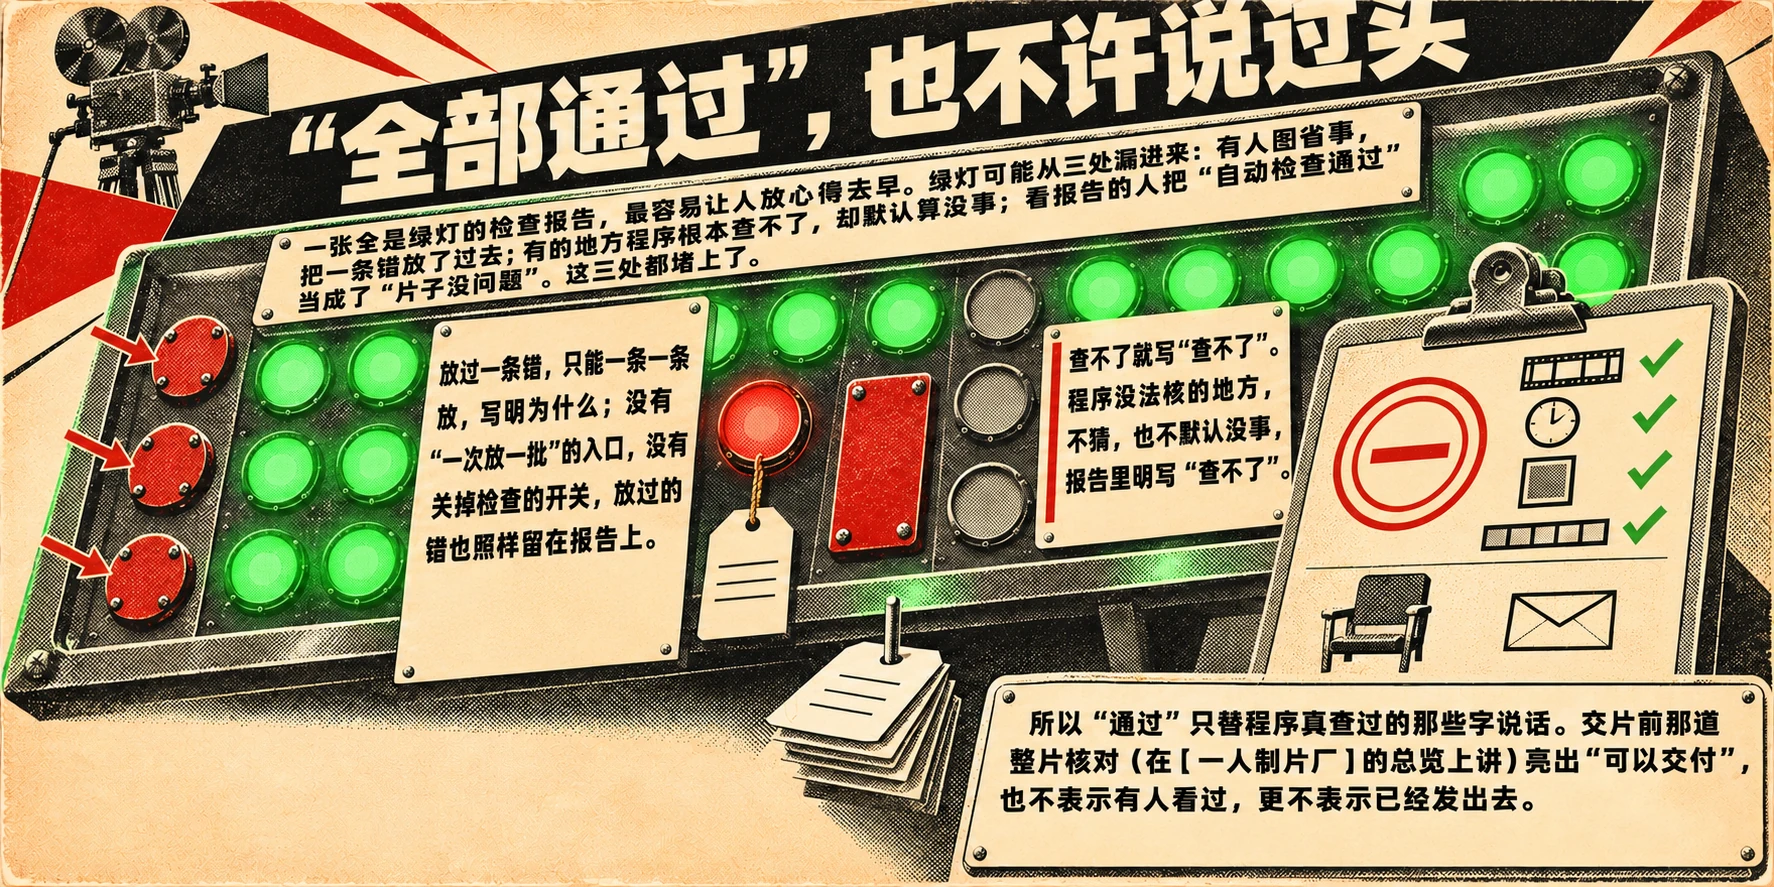 “全部通过”，也不许说过头
一张全是绿灯的检查报告，最容易让人放心得去早。绿灯可能从三处漏进来：有人图省事，
把一条错放了过去；有的地方程序根本查不了，却默认算没事；看报告的人把“自动检查通过”
当成了“片子没问题”。这三处都堵上了。
放过一条错，只能一条一条
放，写明为什么；没有
“一次放一批”的入口，没有
关掉检查的开关，放过的
错也照样留在报告上。
查不了就写“查不了”。
程序没法核的地方，
不猜，也不默认没事，
报告里明写“查不了”。
所以“通过”只替程序真查过的那些字说话。交片前那道
整片核对（在[一人制片厂]的总览上讲）亮出“可以交付”，
也不表示有人看过，更不表示已经发出去。